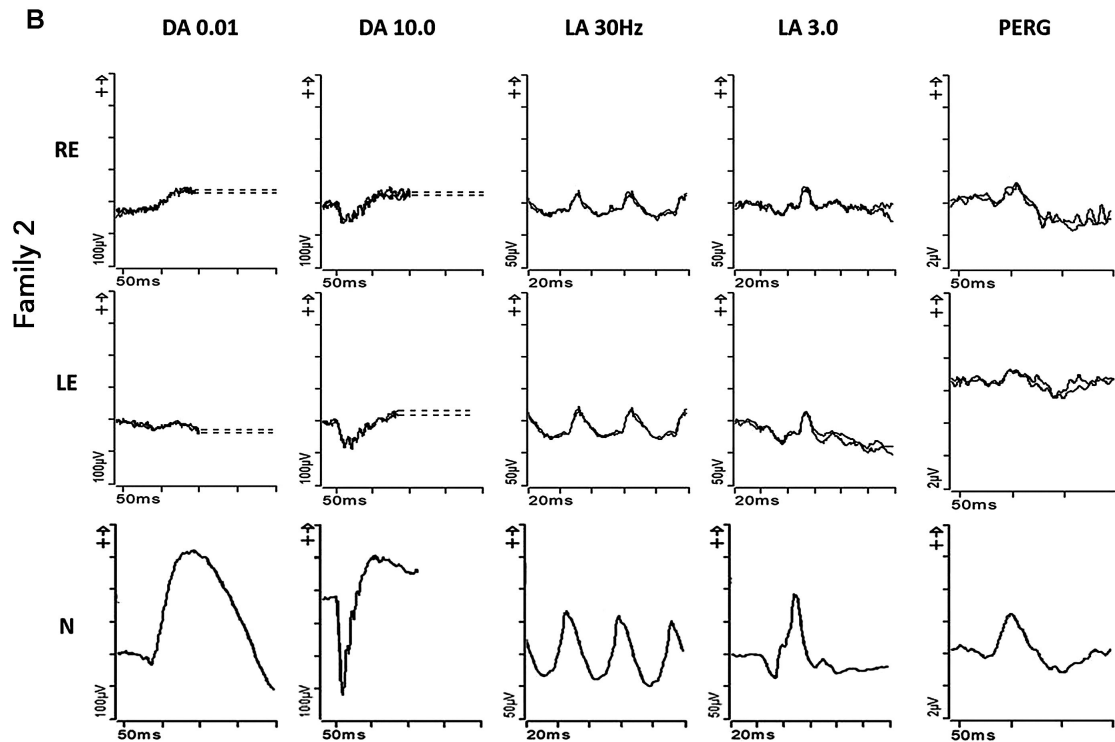 B
DA 0.01 DA 10.0 LA 30Hz LA 3.0 PERG
Family 2
RE
100µV 100µV 50µV 50µV 2µV
50ms 50ms 20ms 20ms
LE
100µV 100µV 50µV 50µV 2µV
50ms 50ms 20ms 20ms 50ms
N
100µV 100µV 50µV 50µV 2µV
50ms 50ms 20ms 20ms 50ms